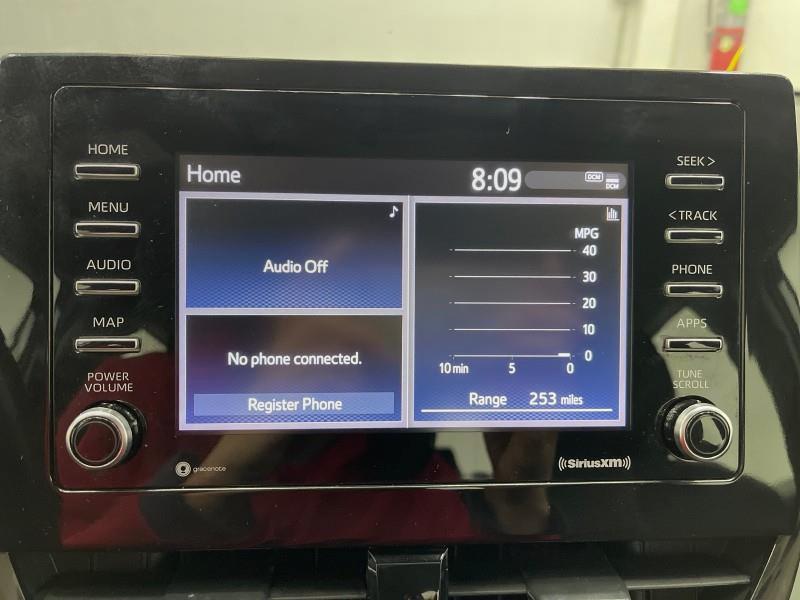 HOME
MENU
AUDIO
MAP
POWER
VOLUME
Home
8:09
DCM
DCM
Audio Off
No phone connected.
Register Phone
MPG
40
30
20
10
0
10 min 5 0
Range 253 miles
SEEK >
< TRACK
PHONE
APPS
TUNE
SCROLL
gracenote
((SiriusXM))